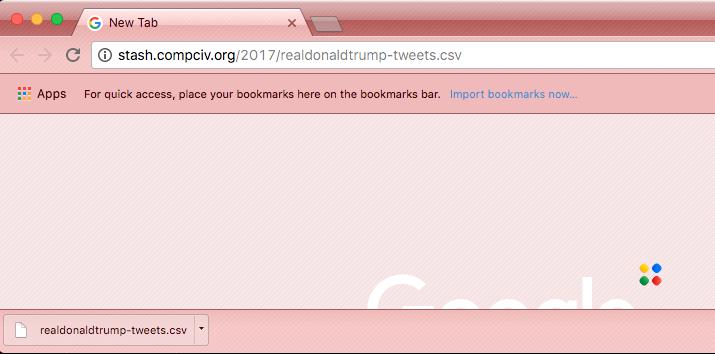 New Tab
stash.compciv.org/2017/realdonaldtrump-tweets.csv
Apps For quick access, place your bookmarks here on the bookmarks bar. Import bookmarks now...
Google
realdonaldtrump-tweets.csv